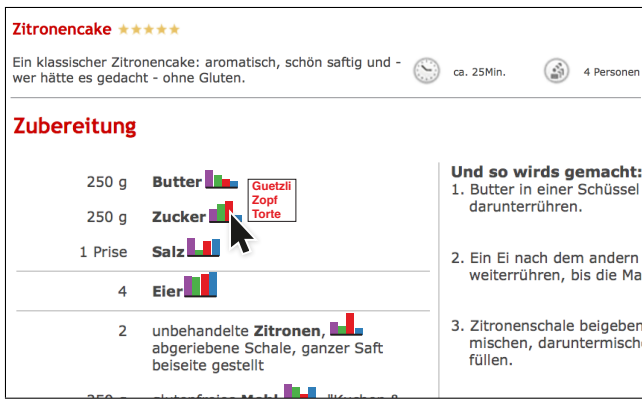 Zitronencake
Ein klassischer Zitronencake: aromatisch, schön saftig und -
wer hätte es gedacht - ohne Gluten.
ca. 25Min.
4 Personen
Zubereitung
250 g Butter
250 g Zucker
1 Prise Salz
4 Eier
2 unbehandelte Zitronen,
abgeriebene Schale, ganzer Saft
beiseite gestellt
Guetzli
Zopf
Torte
Und so wirds gemacht:
1. Butter in einer Schüssel
darunterrühren.
2. Ein Ei nach dem andern
weiterrühren, bis die Ma
3. Zitronenschale beigeben
mischen, daruntermische
füllen.